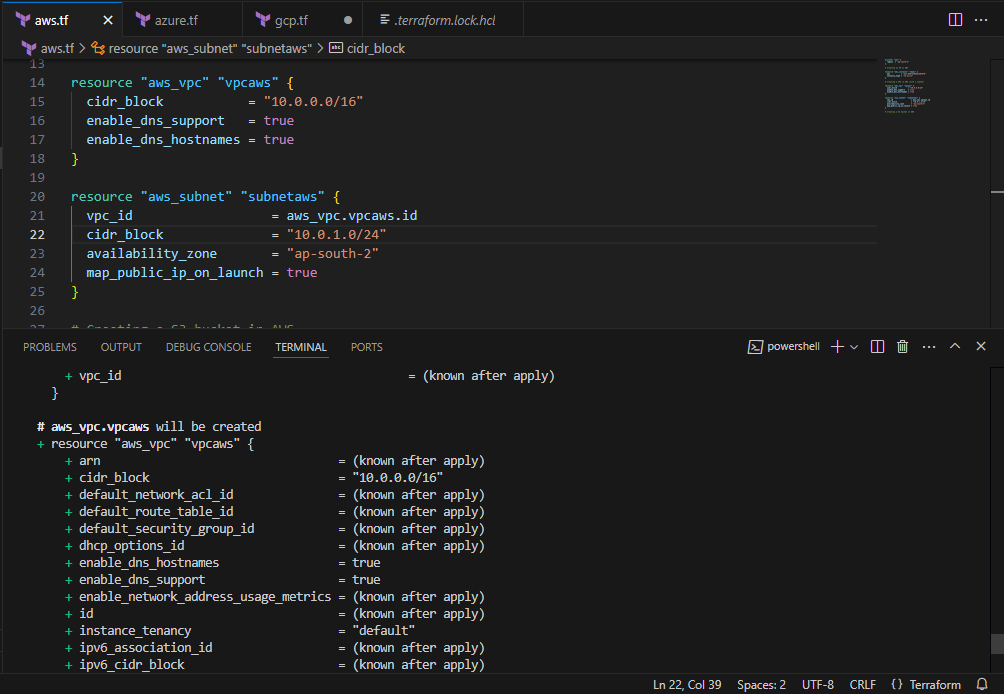 aws.tf azure.tf gcp.tf .terraform.lock.hcl
aws.tf > resource "aws_subnet" "subnetaws" > cidr_block
13
14 resource "aws_vpc" "vpcaws" {
15 cidr_block = "10.0.0.0/16"
16 enable_dns_support = true
17 enable_dns_hostnames = true
18 }
19
20 resource "aws_subnet" "subnetaws" {
21 vpc_id = aws_vpc.vpcaws.id
22 cidr_block = "10.0.1.0/24"
23 availability_zone = "ap-south-2"
24 map_public_ip_on_launch = true
25 }
26
27 # Creating a S3 bucket in AWS
PROBLEMS OUTPUT DEBUG CONSOLE TERMINAL PORTS powershell
+ vpc_id = (known after apply)
}
# aws_vpc.vpcaws will be created
+ resource "aws_vpc" "vpcaws" {
+ arn = (known after apply)
+ cidr_block = "10.0.0.0/16"
+ default_network_acl_id = (known after apply)
+ default_route_table_id = (known after apply)
+ default_security_group_id = (known after apply)
+ dhcp_options_id = (known after apply)
+ enable_dns_hostnames = true
+ enable_dns_support = true
+ enable_network_address_usage_metrics = (known after apply)
+ id = (known after apply)
+ instance_tenancy = "default"
+ ipv6_association_id = (known after apply)
+ ipv6_cidr_block = (known after apply)
Ln 22, Col 39 Spaces: 2 UTF-8 CRLF {} Terraform